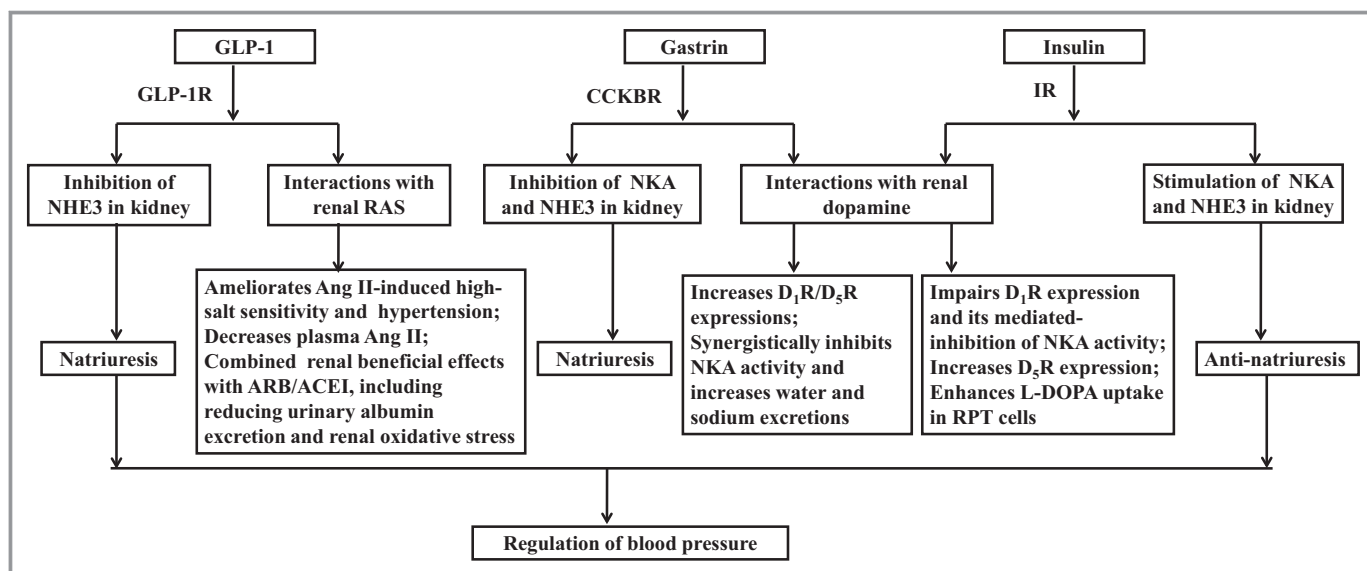 GLP-1
Gastrin
Insulin
GLP-1R
CCKBR
IR
Inhibition of
NHE3 in kidney
Interactions with
renal RAS
Inhibition of NKA
and NHE3 in kidney
Interactions with renal
dopamine
Stimulation of NKA
and NHE3 in kidney
Natriuresis
Ameliorates Ang II-induced high-
salt sensitivity and hypertension;
Decreases plasma Ang II;
Combined renal beneficial effects
with ARB/ACEI, including
reducing urinary albumin
excretion and renal oxidative stress
Natriuresis
Increases D₁R/D₅R
expressions;
Synergistically inhibits
NKA activity and
increases water and
sodium excretions
Impairs D₁R expression
and its mediated-
inhibition of NKA activity;
Increases D₅R expression;
Enhances L-DOPA uptake
in RPT cells
Anti-natriuresis
Regulation of blood pressure